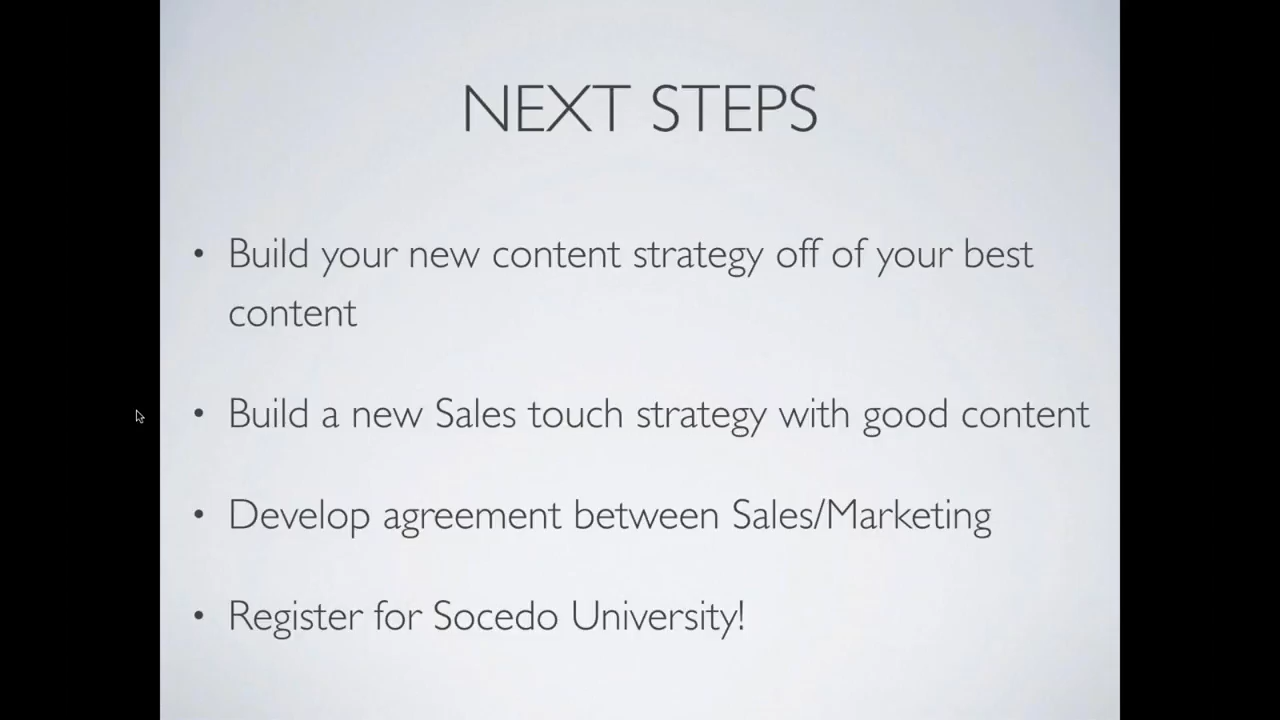 NEXT STEPS
• Build your new content strategy off of your best
content
• Build a new Sales touch strategy with good content
• Develop agreement between Sales/Marketing
• Register for Socedo University!